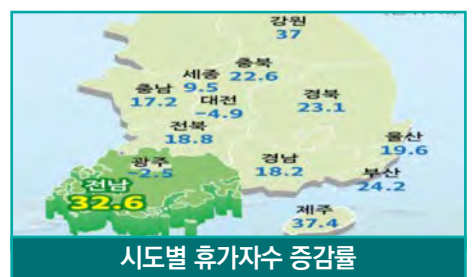 강원
37
충북
22.6
세종
9.5
충남
17.2
대전
-4.9
경북
23.1
전북
18.8
울산
19.6
광주
-2.5
경남
18.2
부산
24.2
전남
32.6
제주
37.4
시도별 휴가자수 증감률